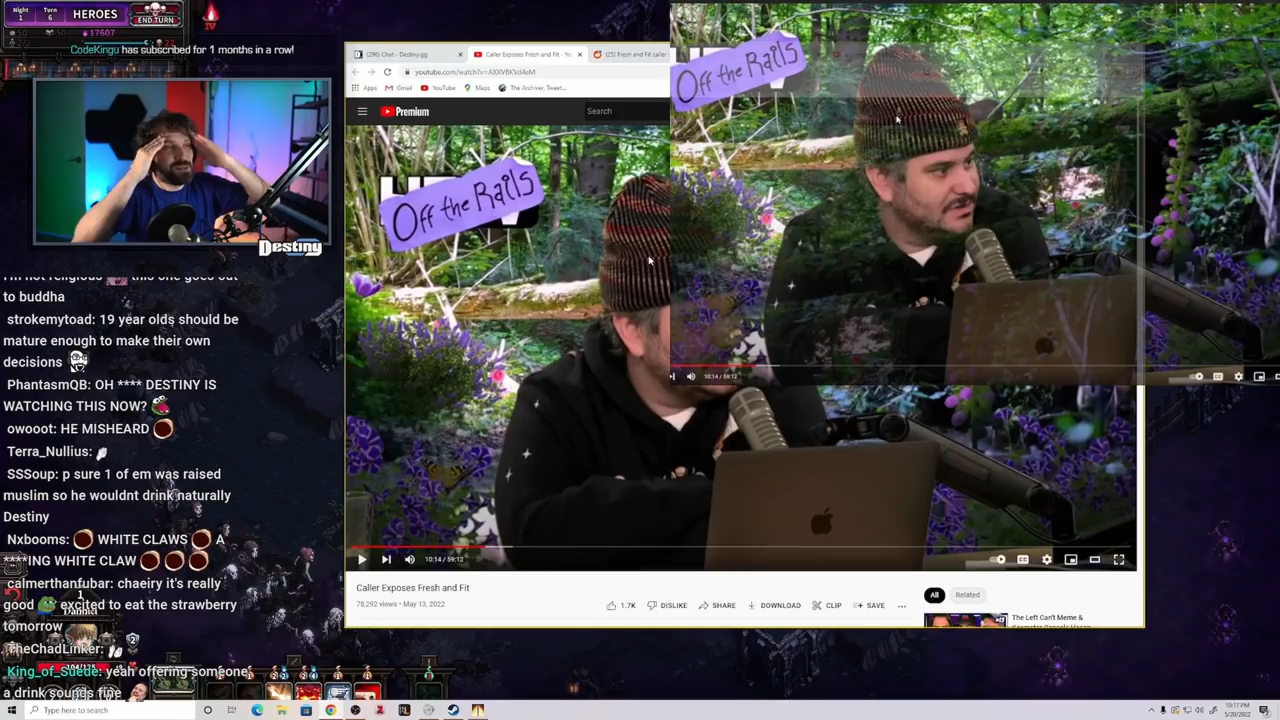 Night
1
Turn
6
HEROES
END TURN
17607
CodeKingu has subscribed for 1 months in a row!
Destiny
to buddha
strokemytoad: 19 year olds should be
mature enough to make their own
decisions
PhantasmQB: OH **** DESTINY IS
WATCHING THIS NOW?
owooot: HE MISHEARD
Terra_Nullius:
SSSoup: p sure 1 of em was raised
muslim so he wouldnt drink naturally
Destiny
Nxbooms: WHITE CLAWS A
WHITE CLAW
calmerthanfubar: chaeiry it's really
good excited to eat the strawberry
tomorrow
TheChadLinker:
King_of_Suede: yeah offering someone
a drink sounds fine
(296) Chat - Destiny.gg
Caller Exposes Fresh and Fit - Yo
(25) Fresh and Fit caller
youtube.com/watch?v=AXXVBKVd4eM
Apps
Gmail
YouTube
Maps
The Archiver, Tweet...
Premium
Search
Off the Rails
Off the Rails
10:14 / 59:12
10:14 / 59:12
Caller Exposes Fresh and Fit
78,292 views • May 13, 2022
1.7K
DISLIKE
SHARE
DOWNLOAD
CLIP
SAVE
All
Related
The Left Can't Meme &
Type here to search
10:17 PM
5/20/2022